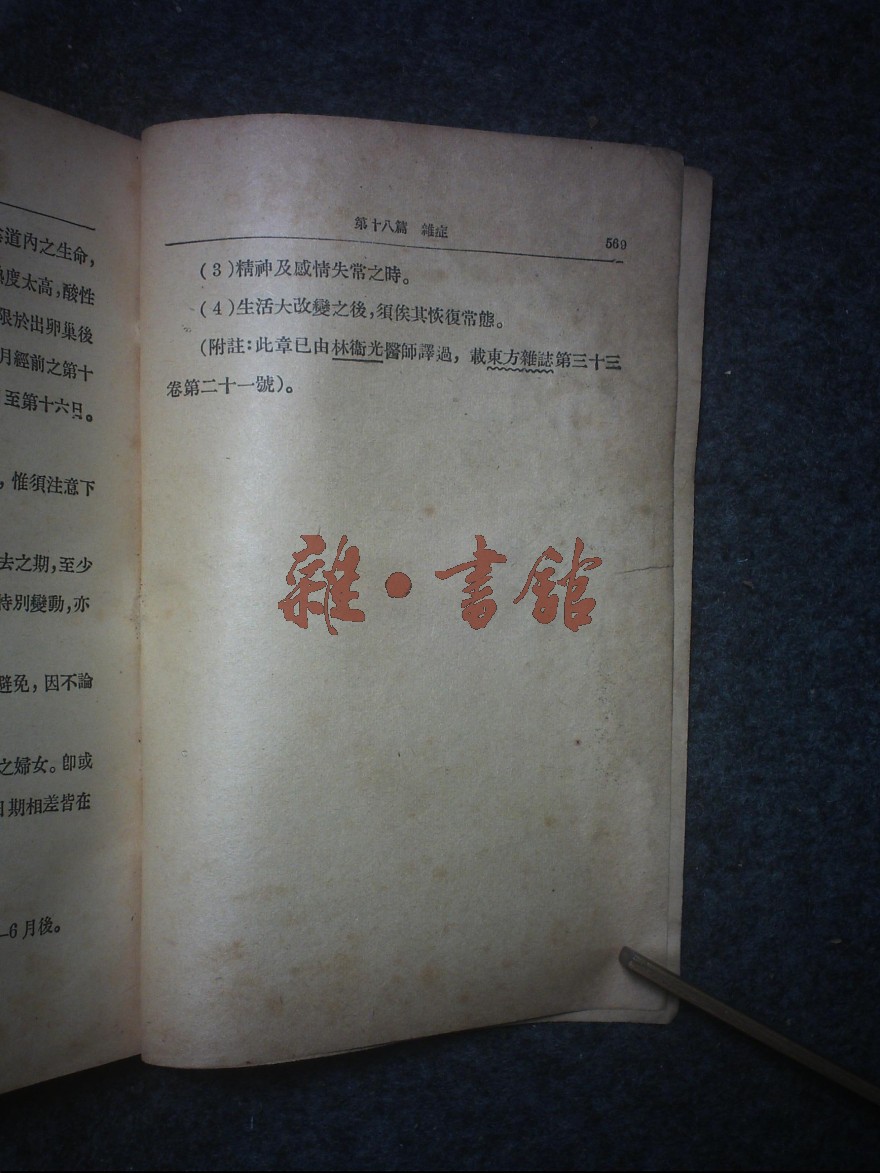 道內之生命,
度太高,酸性
限於出卵巢後
月經前之第十
至第十六日。
,惟須注意下
去之期,至少
特別變動,亦
避免,因不論
之婦女。卽或
期相差皆在
6月後。
第十八篇 雜症 569
(3)精神及感情失常之時。
(4)生活大改變之後,須俟其恢復常態。
(附註:此章已由林衞光醫師譯過,載東方雜誌第三十三
卷第二十一號)。
雜·書館